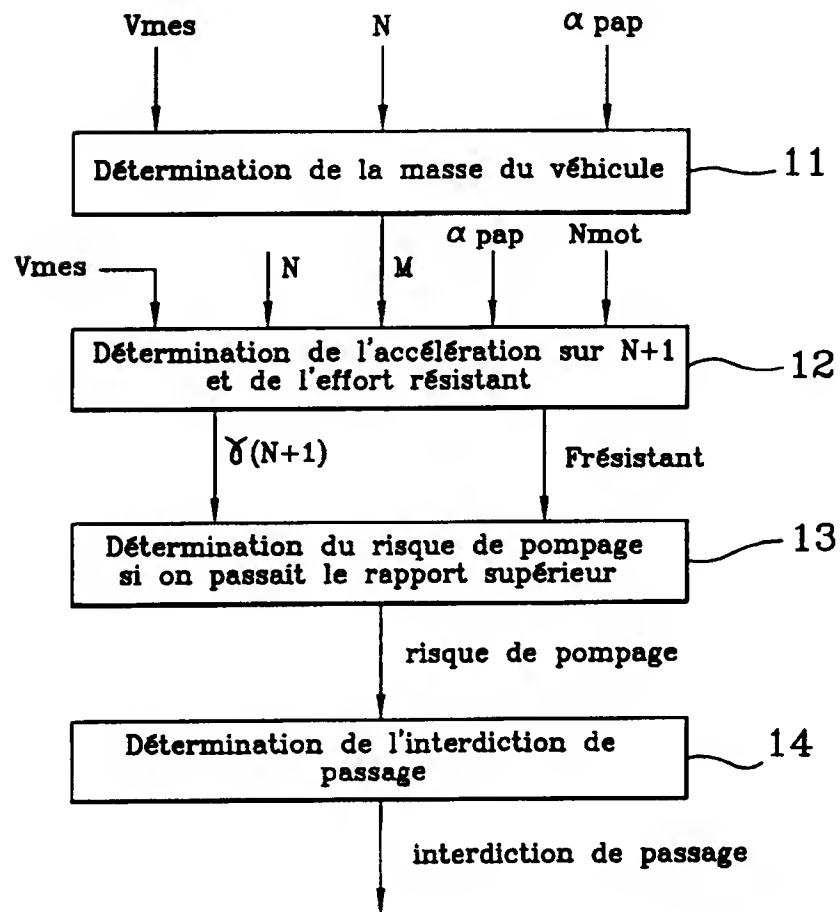 Vmes N α pap
Détermination de la masse du véhicule
11
α pap Nmot
Vmes N M
Détermination de l'accélération sur N+1
et de l'effort résistant
12
γ(N+1) Frésistant
Détermination du risque de pompage
si on passait le rapport supérieur
13
risque de pompage
Détermination de l'interdiction de
passage
14
interdiction de passage